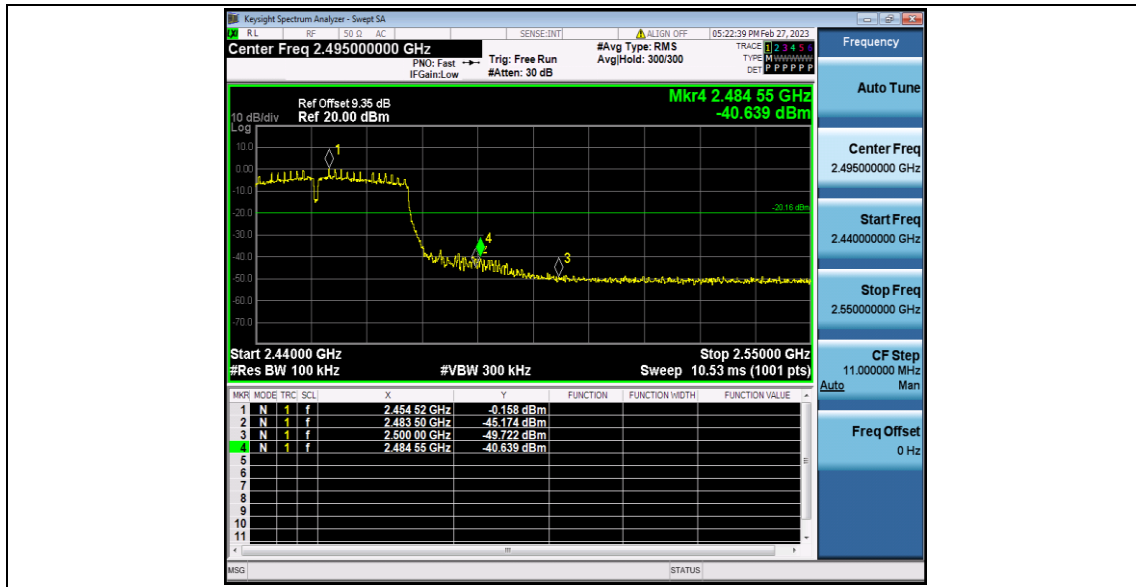 Keysight Spectrum Analyzer - Swept SA
RL RF 50 Ω AC SENSE:INT ALIGN OFF 05:22:39 PM Feb 27, 2023
Center Freq 2.495000000 GHz
PNO: Fast
IFGain:Low
Trig: Free Run
#Atten: 30 dB
#Avg Type: RMS
Avg|Hold: 300/300
TRACE 1 2 3 4 5 6
TYPE M WWWWW
DET P P P P P P
Mkr4 2.484 55 GHz
-40.639 dBm
Ref Offset 9.35 dB
10 dB/div Ref 20.00 dBm
Log
10.0
0.00
-10.0
-20.0
-30.0
-40.0
-50.0
-60.0
-70.0
1
-20.16 dBm
4
3
Start 2.44000 GHz Stop 2.55000 GHz
#Res BW 100 kHz #VBW 300 kHz Sweep 10.53 ms (1001 pts)
MKR MODE TRC SCL X Y FUNCTION FUNCTION WIDTH FUNCTION VALUE
1 N 1 f 2.454 52 GHz -0.158 dBm
2 N 1 f 2.483 50 GHz -45.174 dBm
3 N 1 f 2.500 00 GHz -49.722 dBm
4 N 1 f 2.484 55 GHz -40.639 dBm
5
6
7
8
9
10
11
MSG STATUS
Frequency
Auto Tune
Center Freq
2.495000000 GHz
Start Freq
2.440000000 GHz
Stop Freq
2.550000000 GHz
CF Step
11.000000 MHz
Auto Man
Freq Offset
0 Hz